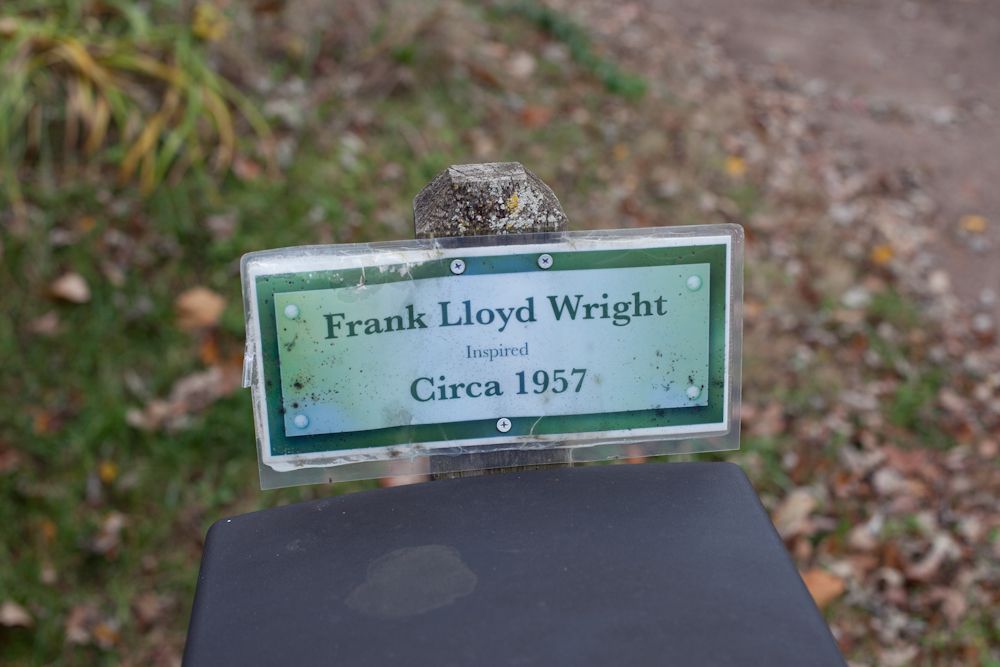 Frank Lloyd Wright
Inspired
Circa 1957